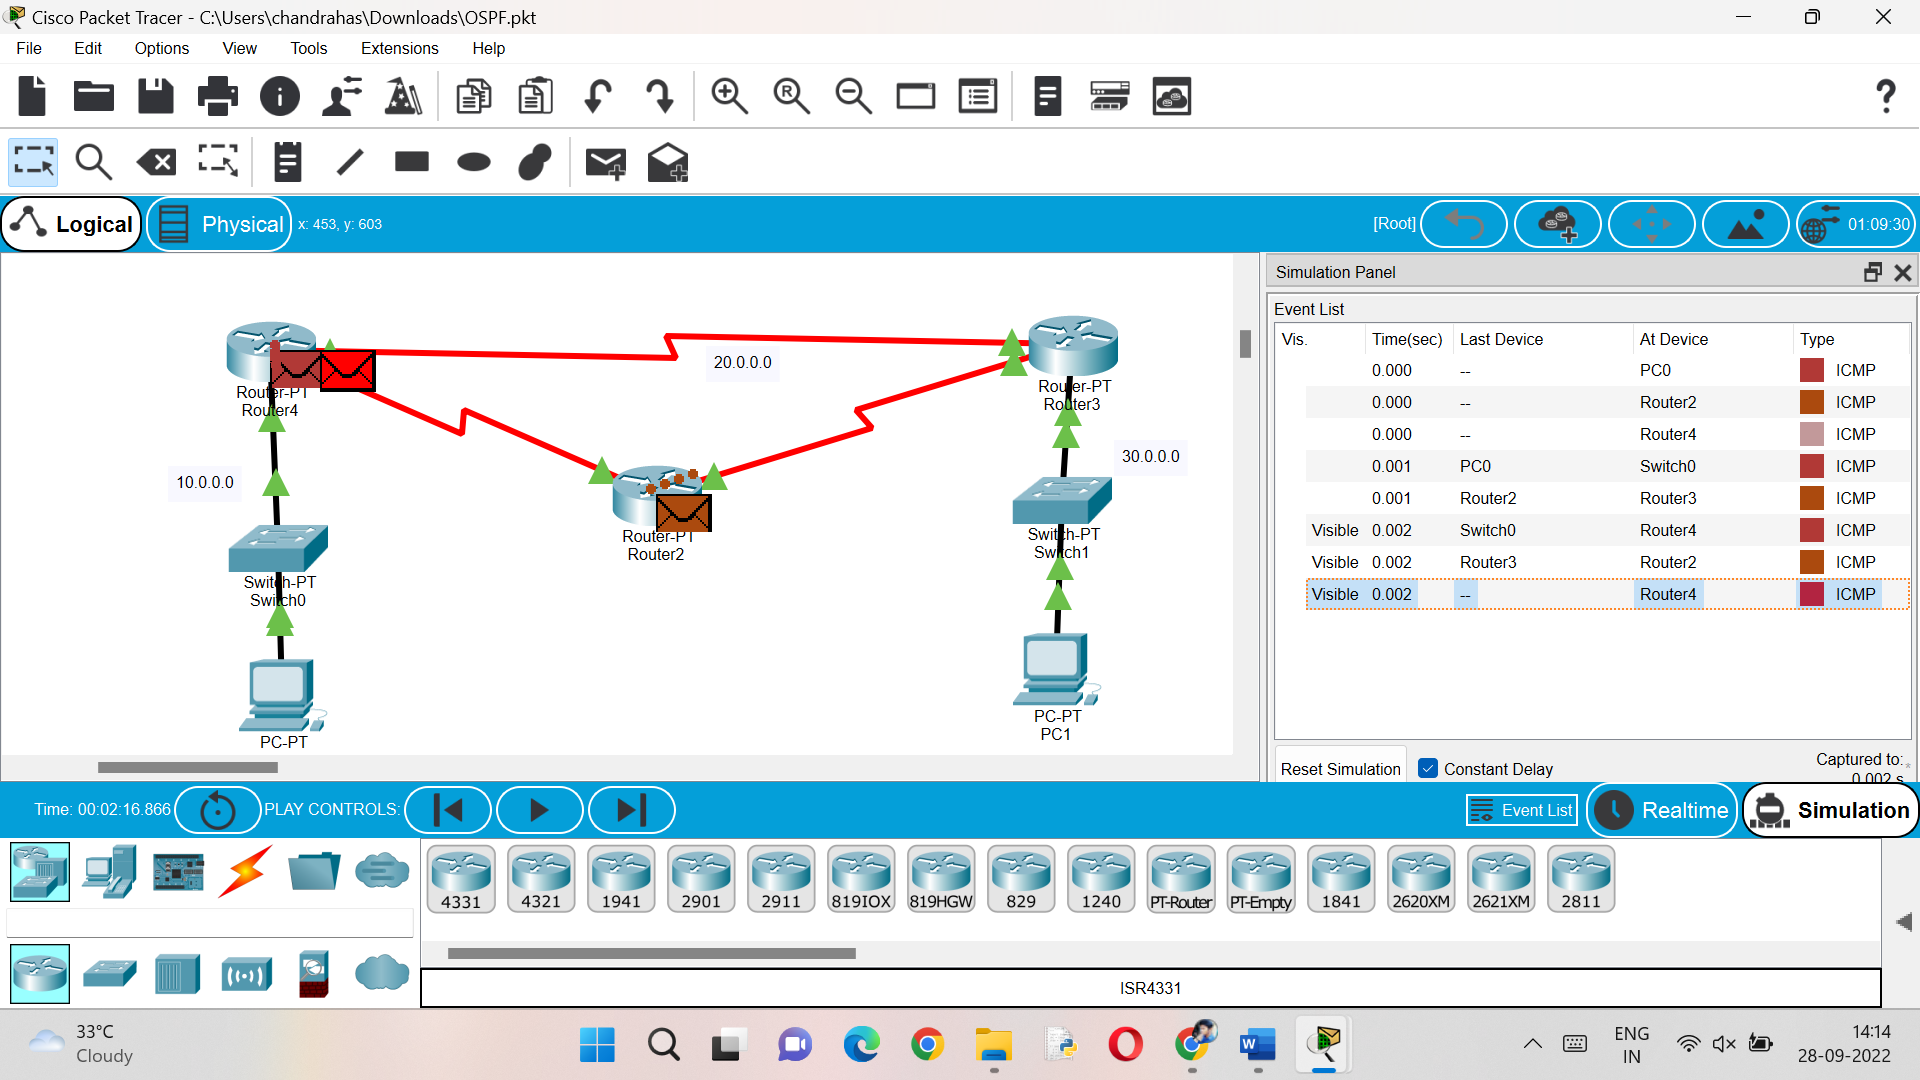 Cisco Packet Tracer - C:\Users\chandrahas\Downloads\OSPF.pkt
File Edit Options View Tools Extensions Help
Logical Physical x: 453, y: 603 [Root] 01:09:30
Simulation Panel
Event List
Vis. Time(sec) Last Device At Device Type
0.000 -- PC0 ICMP
0.000 -- Router2 ICMP
0.000 -- Router4 ICMP
0.001 PC0 Switch0 ICMP
0.001 Router2 Router3 ICMP
Visible 0.002 Switch0 Router4 ICMP
Visible 0.002 Router3 Router2 ICMP
Visible 0.002 -- Router4 ICMP
Reset Simulation Constant Delay Captured to:*
0.002 s
20.0.0.0
Router-PT
Router4
Router-PT
Router3
30.0.0.0
10.0.0.0
Router-PT
Router2
Switch-PT
Switch1
Switch-PT
Switch0
PC-PT
PC1
PC-PT
Time: 00:02:16.866 PLAY CONTROLS: Event List Realtime Simulation
4331 4321 1941 2901 2911 819IOX 819HGW 829 1240 PT-Router PT-Empty 1841 2620XM 2621XM 2811
ISR4331
33°C
Cloudy
ENG
IN
14:14
28-09-2022